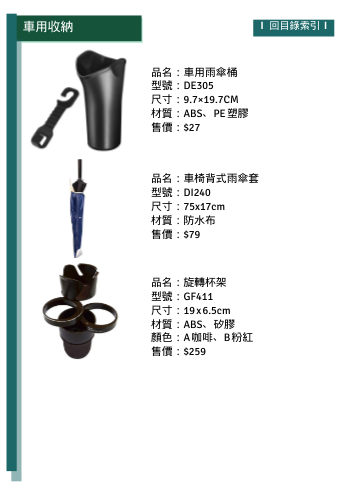 車用收納
回目錄索引
品名：車用雨傘桶
型號：DE305
尺寸：9.7×19.7CM
材質：ABS、PE塑膠
售價：$27
品名：車椅背式雨傘套
型號：DI240
尺寸：75x17cm
材質：防水布
售價：$79
品名：旋轉杯架
型號：GF411
尺寸：19x6.5cm
材質：ABS、矽膠
顏色：A咖啡、B粉紅
售價：$259